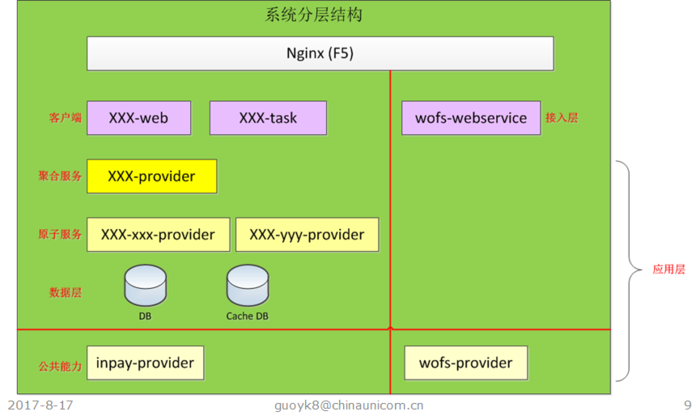 系统分层结构
Nginx (F5)
客户端
XXX-web
XXX-task
wofs-webservice
接入层
聚合服务
XXX-provider
原子服务
XXX-xxx-provider
XXX-yyy-provider
数据层
DB
Cache DB
应用层
公共能力
inpay-provider
wofs-provider
2017-8-17
guoyk8@chinaunicom.cn
9